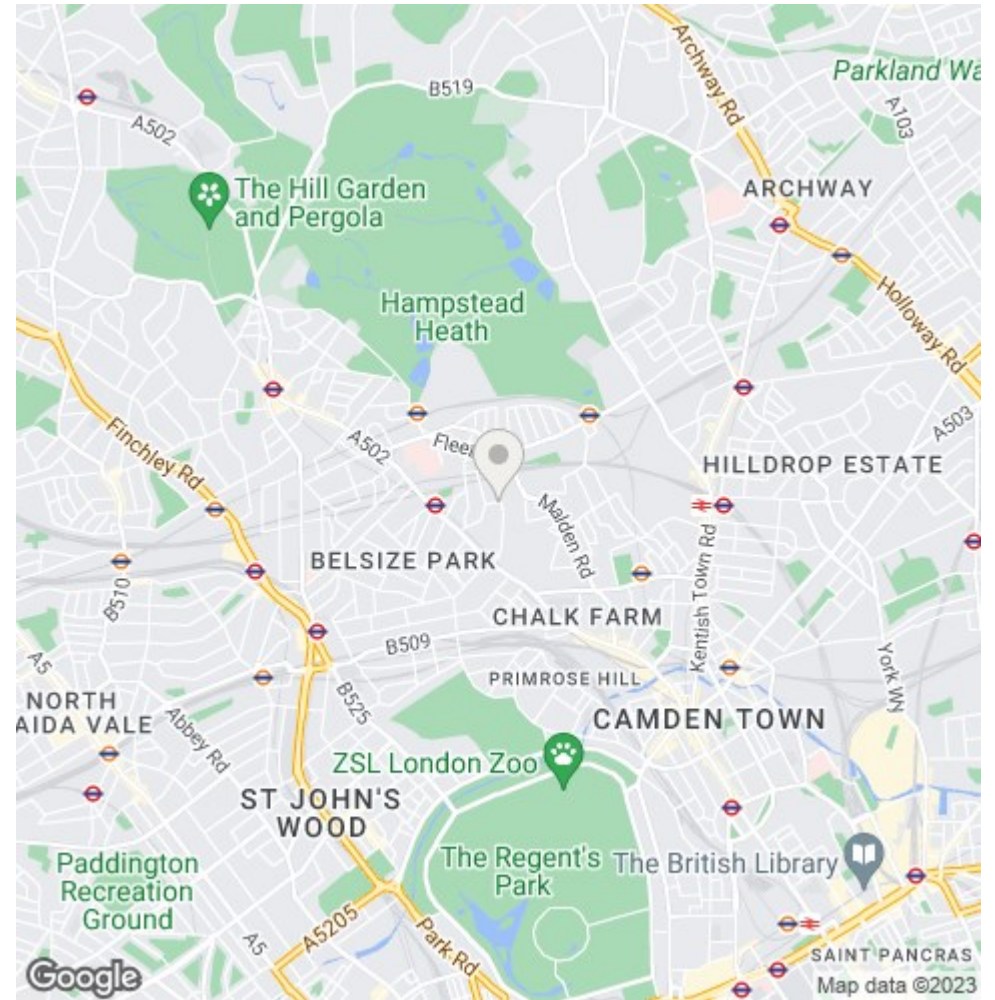 Parkland Wa
Archway Rd
A103
B519
A502
The Hill Garden
and Pergola
ARCHWAY
Hampstead
Heath
Holloway Rd
A503
Finchley Rd
A502
Flee
HILLDROP ESTATE
Malden Rd
BELSIZE PARK
B510
Kentish Town Rd
CHALK FARM
B509
A5
PRIMROSE HILL
York Wy
NORTH
AIDA VALE
Abbey Rd
B525
CAMDEN TOWN
ZSL London Zoo
ST JOHN'S
WOOD
The Regent's
Park
The British Library
Paddington
Recreation
Ground
A5205
A5
Park Rd
SAINT PANCRAS
Google
Map data ©2023